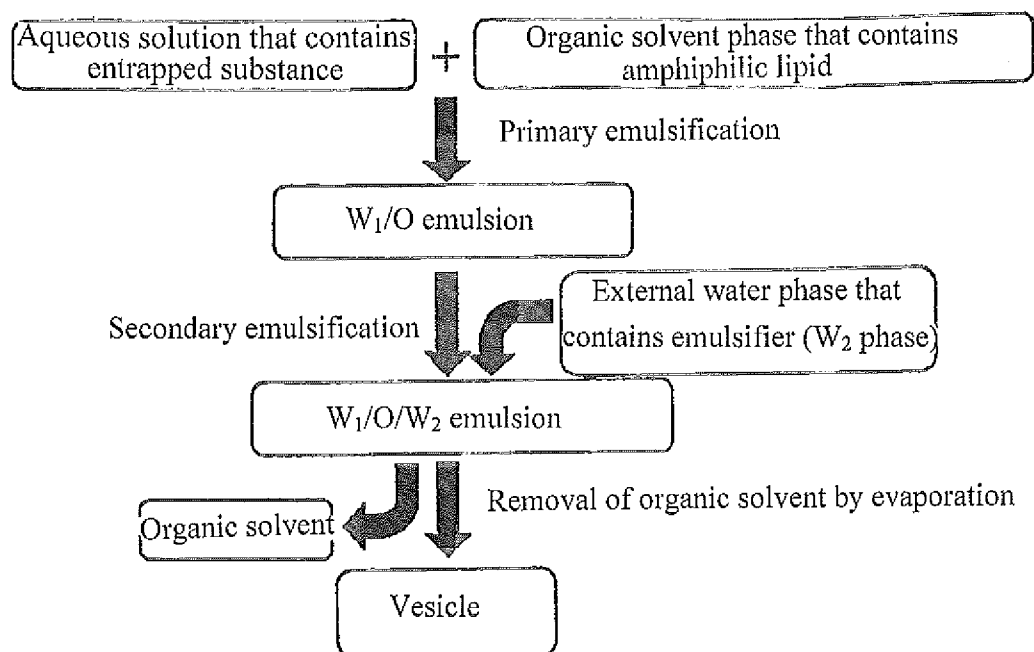 Aqueous solution that contains
entrapped substance
+
Organic solvent phase that contains
amphiphilic lipid
Primary emulsification
W₁/O emulsion
Secondary emulsification
External water phase that
contains emulsifier (W₂ phase)
W₁/O/W₂ emulsion
Removal of organic solvent by evaporation
Organic solvent
Vesicle